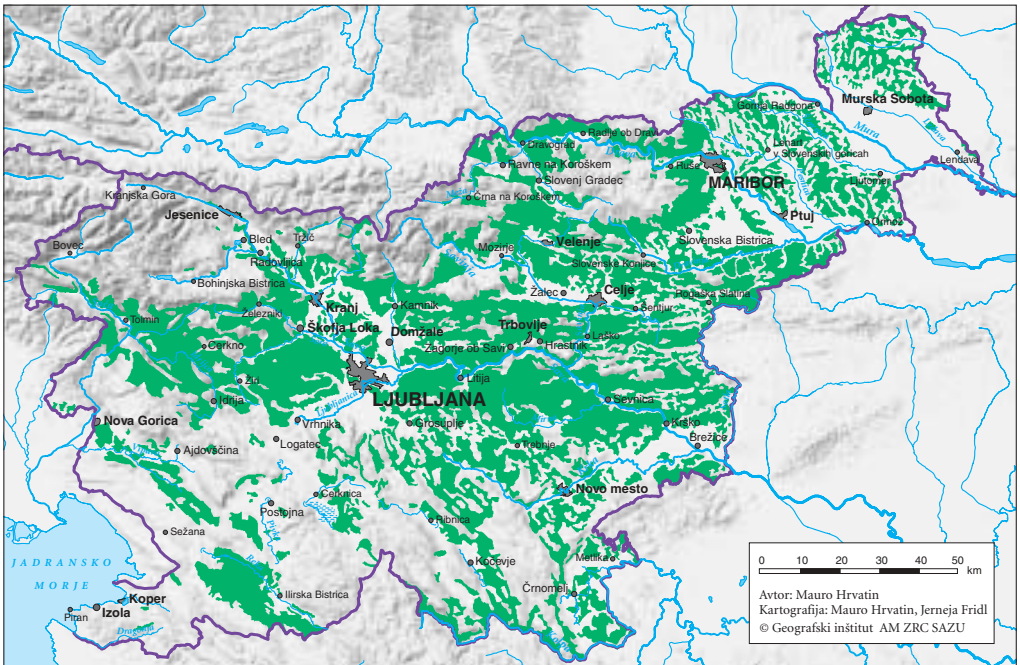 Murska Sobota
Gornja Radgona
Mura
Lendava
Radlje ob Dravi
Dravograd
Lenart
v Slovenskih goricah
Ravne na Koroškem
Ruše
MARIBOR
Slovenj Gradec
Ljutomer
Kranjska Gora
Črna na Koroškem
Jesenice
Ptuj
Ormož
Bovec
Bled
Tržič
Mozirje
Velenje
Slovenska Bistrica
Radovljica
Slovenske Konjice
Bohinjska Bistrica
Žalec
Celje
Rogaška Slatina
Železniki
Kranj
Kamnik
Šentjur
Tolmin
Škofja Loka
Domžale
Trbovlje
Laško
Cerkno
Zagorje ob Savi
Hrastnik
Žiri
Litija
Idrija
LJUBLJANA
Sevnica
Ljubljanica
Nova Gorica
Vrhnika
Grosuplje
Krško
Logatec
Trebnje
Brežice
Ajdovščina
Novo mesto
Cerknica
Postojna
Ribnica
Sežana
Pivka
Kočevje
Metlika
JADRANSKO
MORJE
Ilirska Bistrica
Črnomelj
Koper
Izola
Piran
Dragonja
0 10 20 30 40 50 km
Avtor: Mauro Hrvatin
Kartografija: Mauro Hrvatin, Jerneja Fridl
© Geografski inštitut AM ZRC SAZU